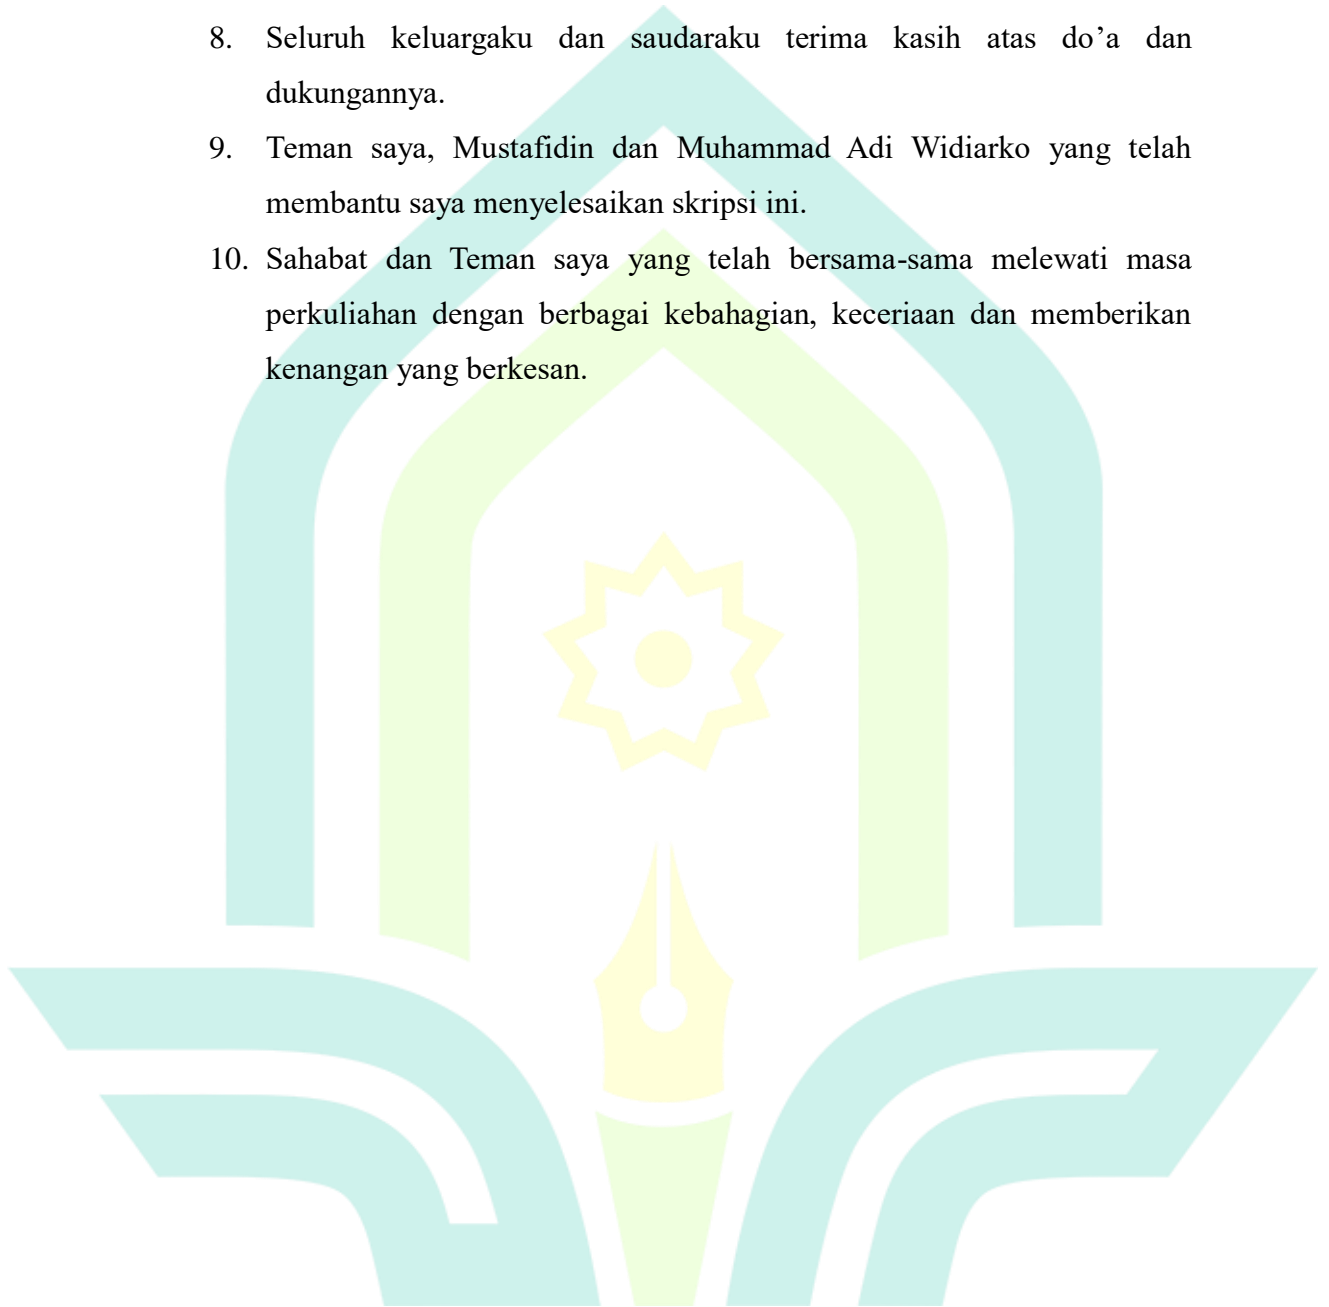 8. Seluruh keluargaku dan saudaraku terima kasih atas do’a dan
dukungannya.
9. Teman saya, Mustafidin dan Muhammad Adi Widiarko yang telah
membantu saya menyelesaikan skripsi ini.
10. Sahabat dan Teman saya yang telah bersama-sama melewati masa
perkuliahan dengan berbagai kebahagian, keceriaan dan memberikan
kenangan yang berkesan.